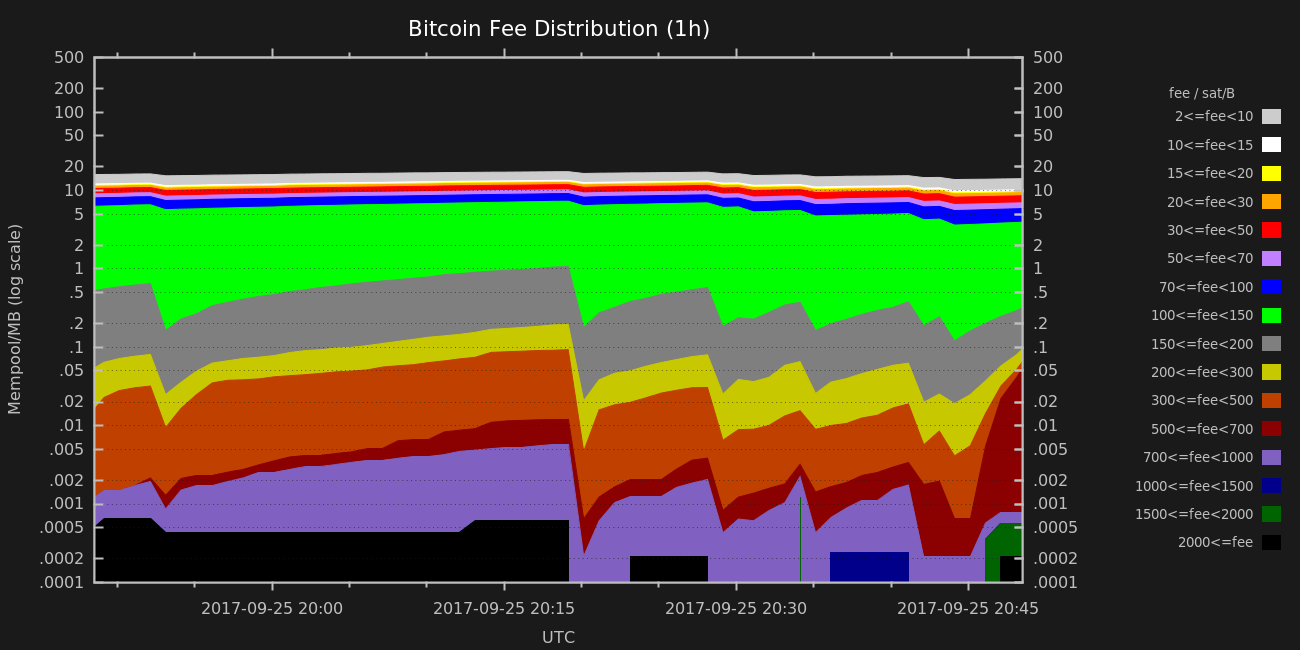 Bitcoin Fee Distribution (1h)
Mempool/MB (log scale)
500
200
100
50
20
10
5
2
1
.5
.2
.1
.05
.02
.01
.005
.002
.001
.0005
.0002
.0001
500
200
100
50
20
10
5
2
1
.5
.2
.1
.05
.02
.01
.005
.002
.001
.0005
.0002
.0001
2017-09-25 20:00 2017-09-25 20:15 2017-09-25 20:30 2017-09-25 20:45
UTC
fee / sat/B
2<=fee<10
10<=fee<15
15<=fee<20
20<=fee<30
30<=fee<50
50<=fee<70
70<=fee<100
100<=fee<150
150<=fee<200
200<=fee<300
300<=fee<500
500<=fee<700
700<=fee<1000
1000<=fee<1500
1500<=fee<2000
2000<=fee